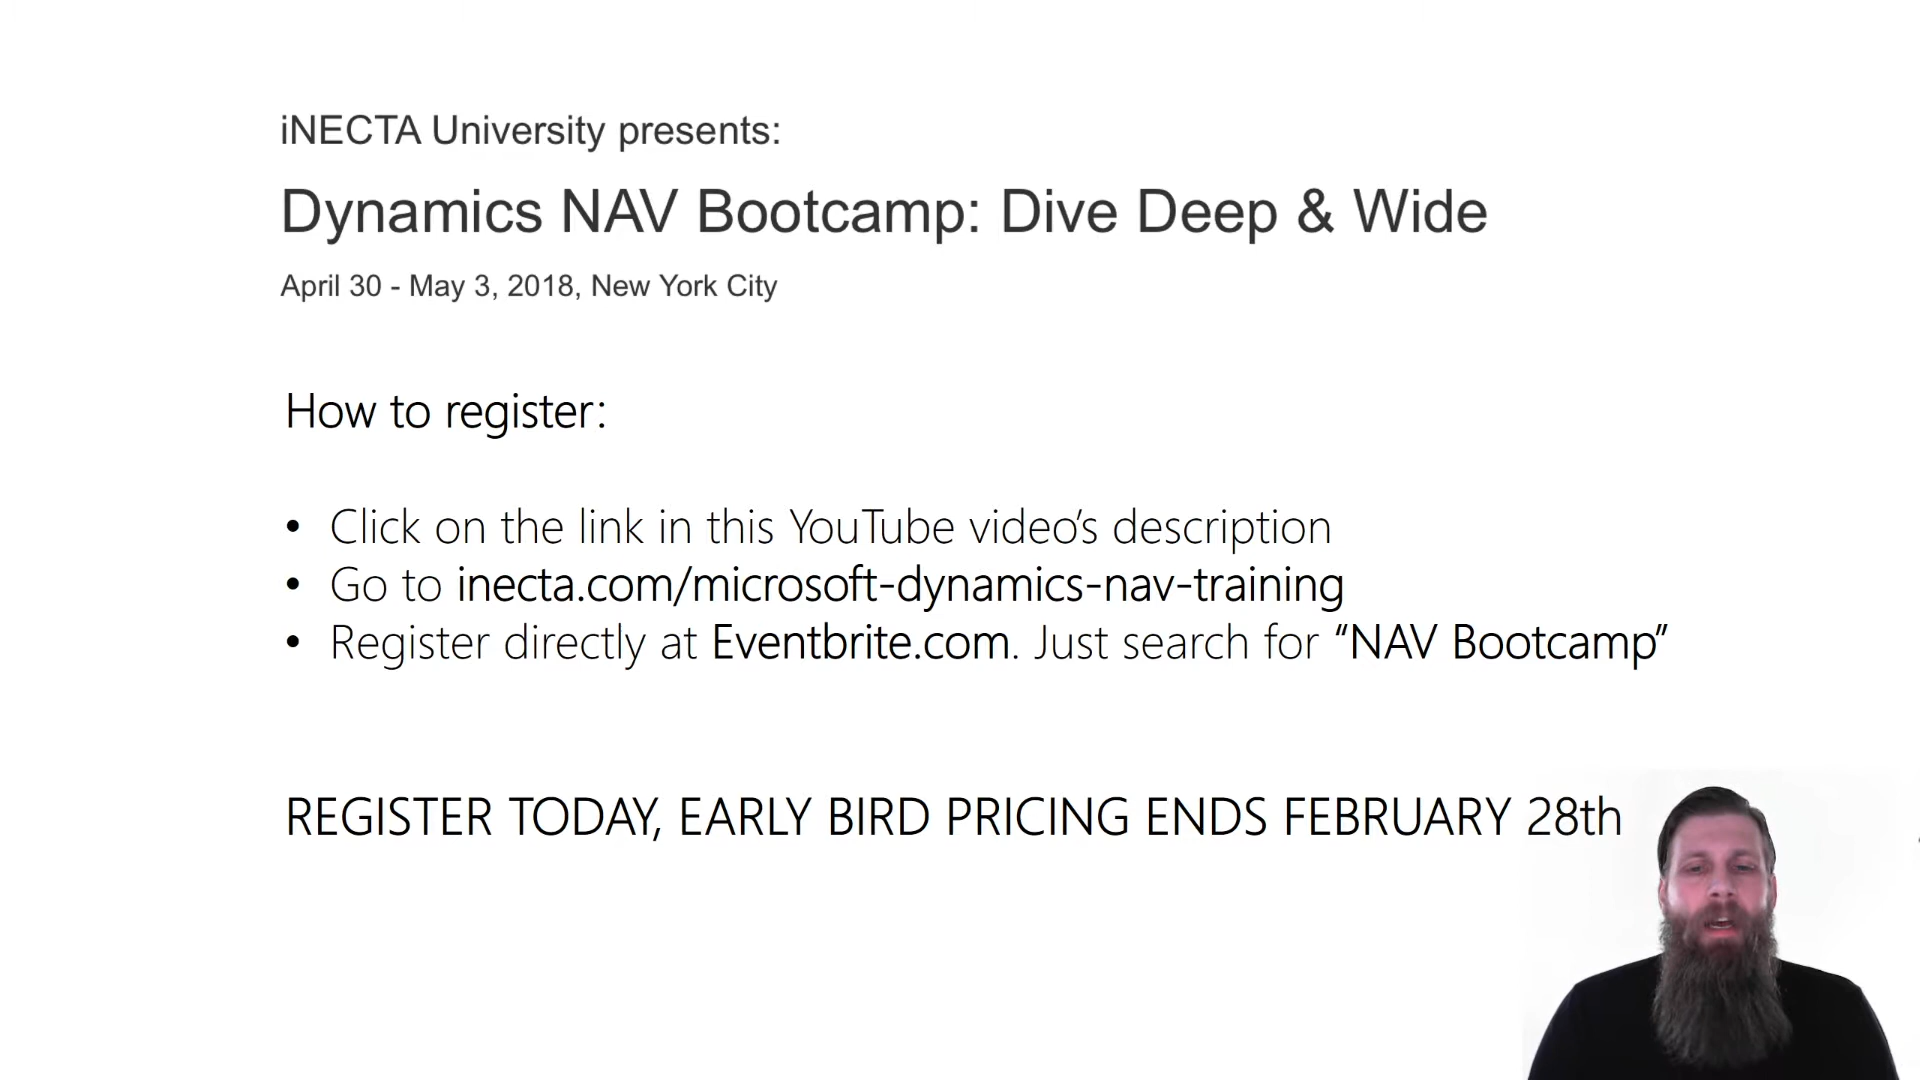 iNECTA University presents:
Dynamics NAV Bootcamp: Dive Deep & Wide
April 30 - May 3, 2018, New York City
How to register:
• Click on the link in this YouTube video’s description
• Go to inecta.com/microsoft-dynamics-nav-training
• Register directly at Eventbrite.com. Just search for “NAV Bootcamp”
REGISTER TODAY, EARLY BIRD PRICING ENDS FEBRUARY 28th